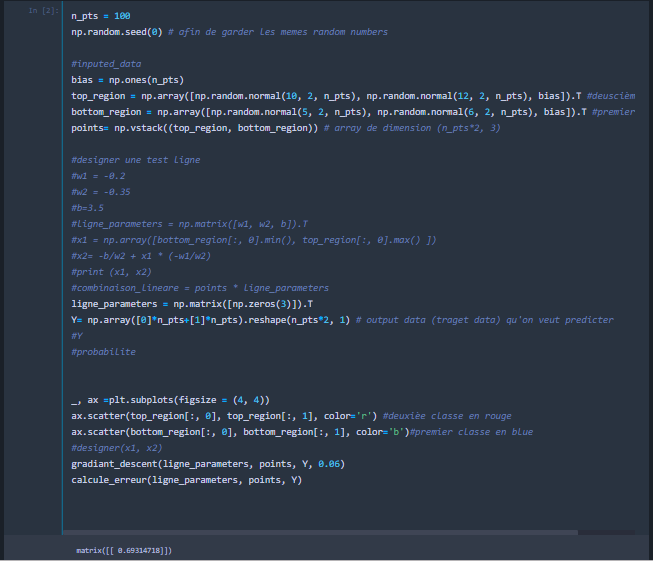 In [2]:
n_pts = 100
np.random.seed(0) # afin de garder les memes random numbers
#inputed_data
bias = np.ones(n_pts)
top_region = np.array([np.random.normal(10, 2, n_pts), np.random.normal(12, 2, n_pts), bias]).T #deuscièm
bottom_region = np.array([np.random.normal(5, 2, n_pts), np.random.normal(6, 2, n_pts), bias]).T #premier
points= np.vstack((top_region, bottom_region)) # array de dimension (n_pts*2, 3)
#designer une test ligne
#w1 = -0.2
#w2 = -0.35
#b=3.5
#ligne_parameters = np.matrix([w1, w2, b]).T
#x1 = np.array([bottom_region[:, 0].min(), top_region[:, 0].max() ])
#x2= -b/w2 + x1 * (-w1/w2)
#print (x1, x2)
#combinaison_lineare = points * ligne_parameters
ligne_parameters = np.matrix([np.zeros(3)]).T
Y= np.array([0]*n_pts+[1]*n_pts).reshape(n_pts*2, 1) # output data (traget data) qu'on veut predicter
#Y
#probabilite
_, ax =plt.subplots(figsize = (4, 4))
ax.scatter(top_region[:, 0], top_region[:, 1], color='r') #deuxièe classe en rouge
ax.scatter(bottom_region[:, 0], bottom_region[:, 1], color='b')#premier classe en blue
#designer(x1, x2)
gradiant_descent(ligne_parameters, points, Y, 0.06)
calcule_erreur(ligne_parameters, points, Y)
matrix([[ 0.69314718]])